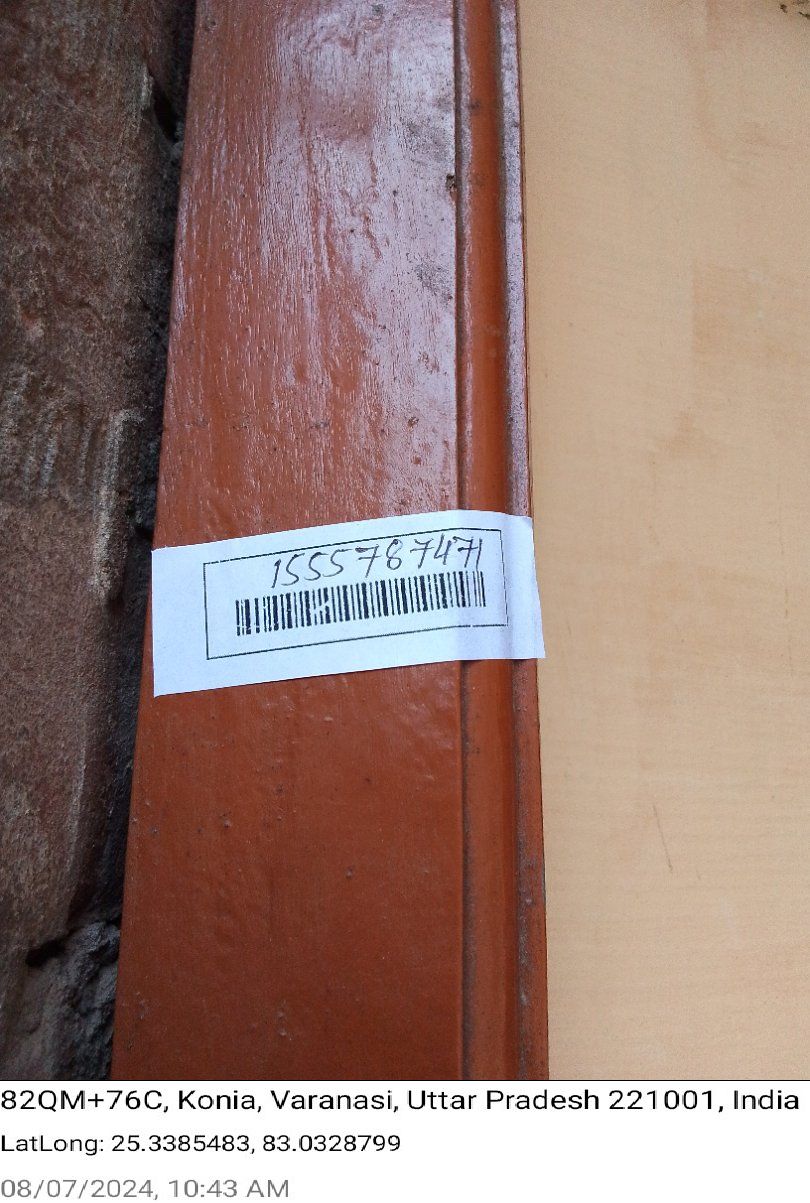 1555787471
82QM+76C, Konia, Varanasi, Uttar Pradesh 221001, India
LatLong: 25.3385483, 83.0328799
08/07/2024, 10:43 AM